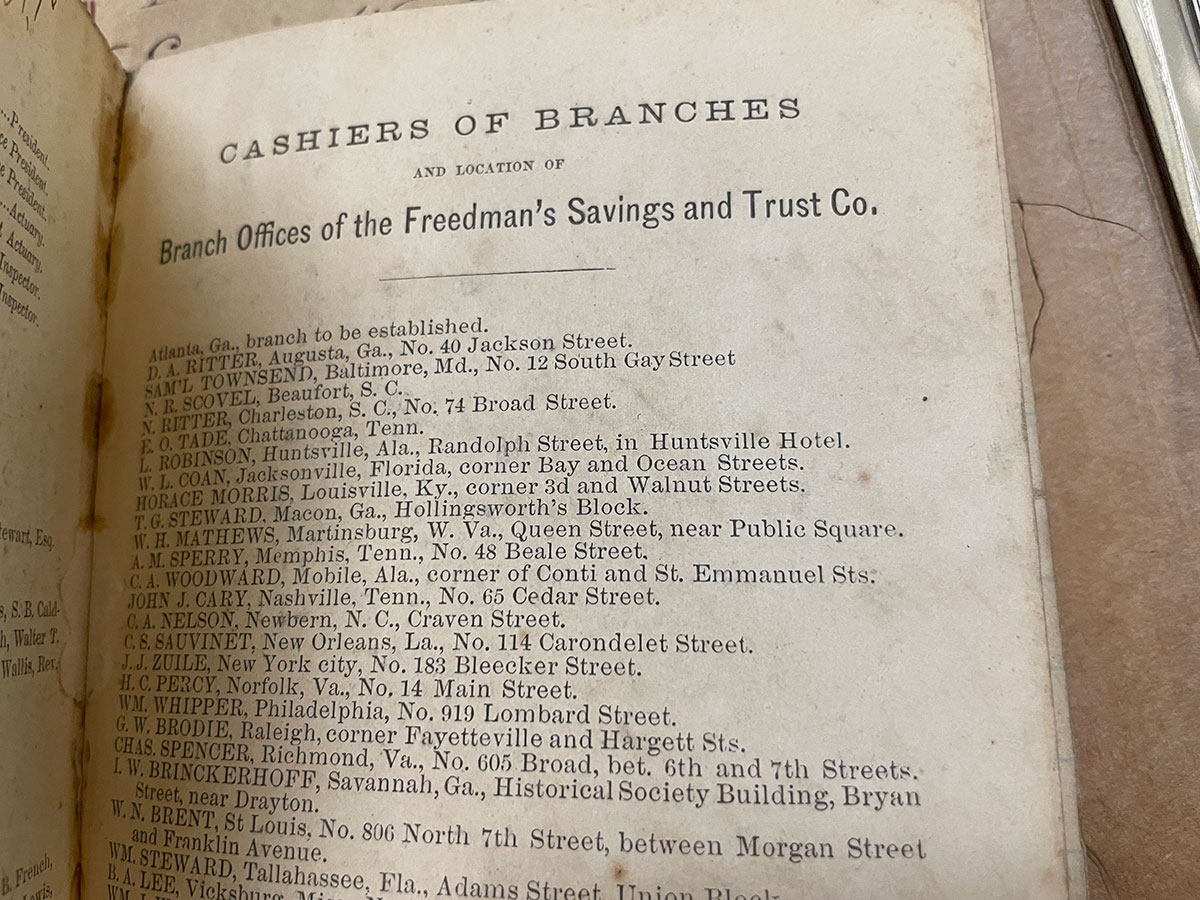 ...President.
ce President.
e President.
...Actuary.
t Actuary.
Inspector.
Inspector.
ewart, Esq.
s, S. B. Cald-
h, Walter T.
Wallis, Rev.
B. French,
Lewis,
CASHIERS OF BRANCHES
AND LOCATION OF
Branch Offices of the Freedman's Savings and Trust Co.
Atlanta, Ga., branch to be established.
D. A. RITTER, Augusta, Ga., No. 40 Jackson Street.
SAM'L TOWNSEND, Baltimore, Md., No. 12 South Gay Street
N. R. SCOVEL, Beaufort, S. C.
N. RITTER, Charleston, S. C., No. 74 Broad Street.
E. O. TADE, Chattanooga, Tenn.
L. ROBINSON, Huntsville, Ala., Randolph Street, in Huntsville Hotel.
W. L. COAN, Jacksonville, Florida, corner Bay and Ocean Streets.
HORACE MORRIS, Louisville, Ky., corner 3d and Walnut Streets.
T. G. STEWARD, Macon, Ga., Hollingsworth's Block.
W. H. MATHEWS, Martinsburg, W. Va., Queen Street, near Public Square.
A. M. SPERRY, Memphis, Tenn., No. 48 Beale Street.
C. A. WOODWARD, Mobile, Ala., corner of Conti and St. Emmanuel Sts.
JOHN J. CARY, Nashville, Tenn., No. 65 Cedar Street.
C. A. NELSON, Newbern, N. C., Craven Street.
C. S. SAUVINET, New Orleans, La., No. 114 Carondelet Street.
J. J. ZUILE, New York city, No. 183 Bleecker Street.
H. C. PERCY, Norfolk, Va., No. 14 Main Street.
WM. WHIPPER, Philadelphia, No. 919 Lombard Street.
G. W. BRODIE, Raleigh, corner Fayetteville and Hargett Sts.
CHAS. SPENCER, Richmond, Va., No. 605 Broad, bet. 6th and 7th Streets.
I. W. BRINCKERHOFF, Savannah, Ga., Historical Society Building, Bryan
Street, near Drayton.
W. N. BRENT, St Louis, No. 806 North 7th Street, between Morgan Street
and Franklin Avenue.
WM. STEWARD, Tallahassee, Fla., Adams Street, Union Block
B. A. LEE, Vicksburg, Miss., No.
WM. J.